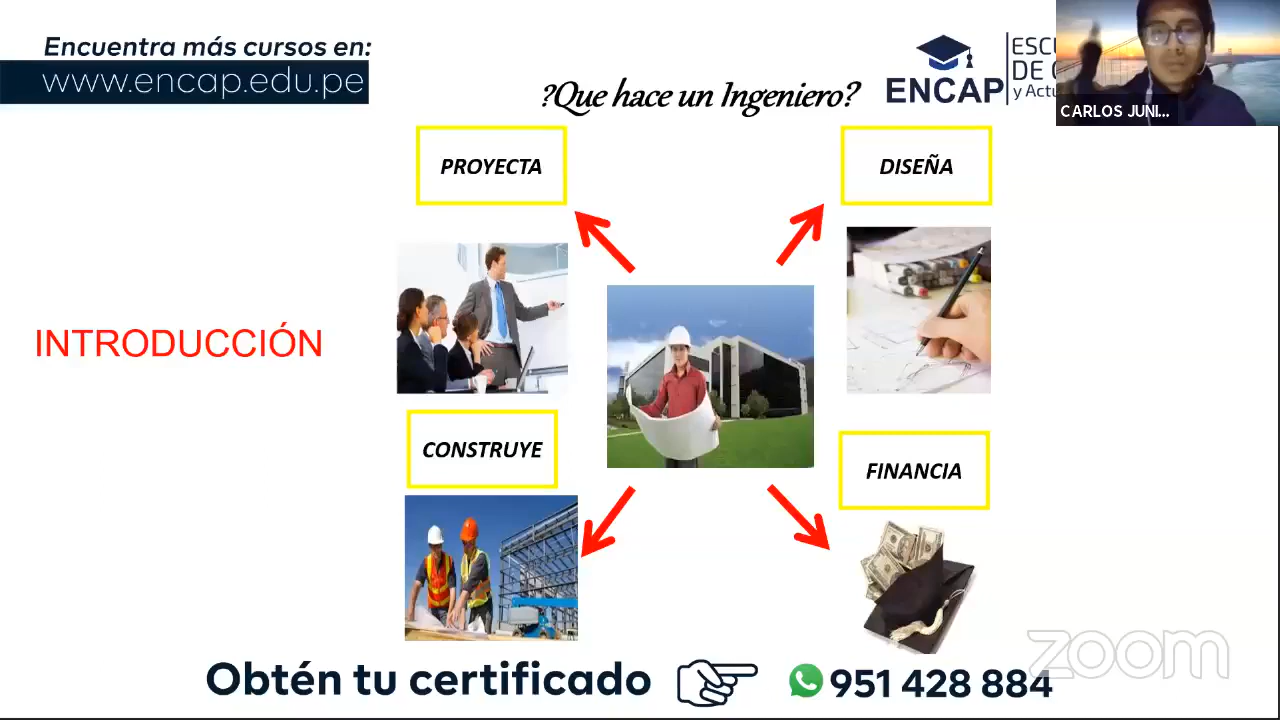 Encuentra más cursos en:
www.encap.edu.pe
?Que hace un Ingeniero?
ENCAP
DE
y Actu
CARLOS JUNI...
PROYECTA
DISEÑA
INTRODUCCIÓN
CONSTRUYE
FINANCIA
zoom
Obtén tu certificado
951 428 884